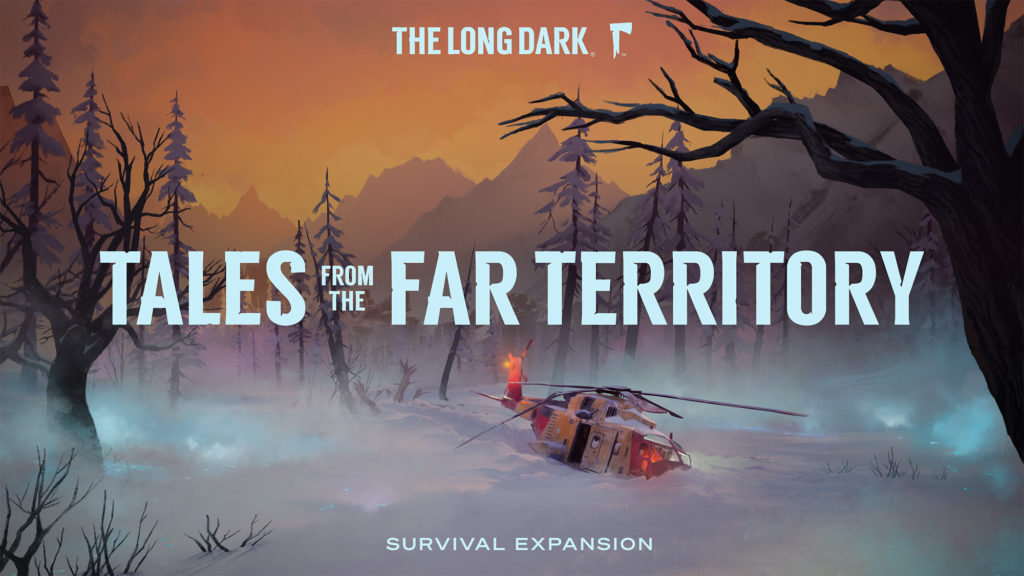 THE LONG DARK®
TALES FROM THE FAR TERRITORY
SURVIVAL EXPANSION